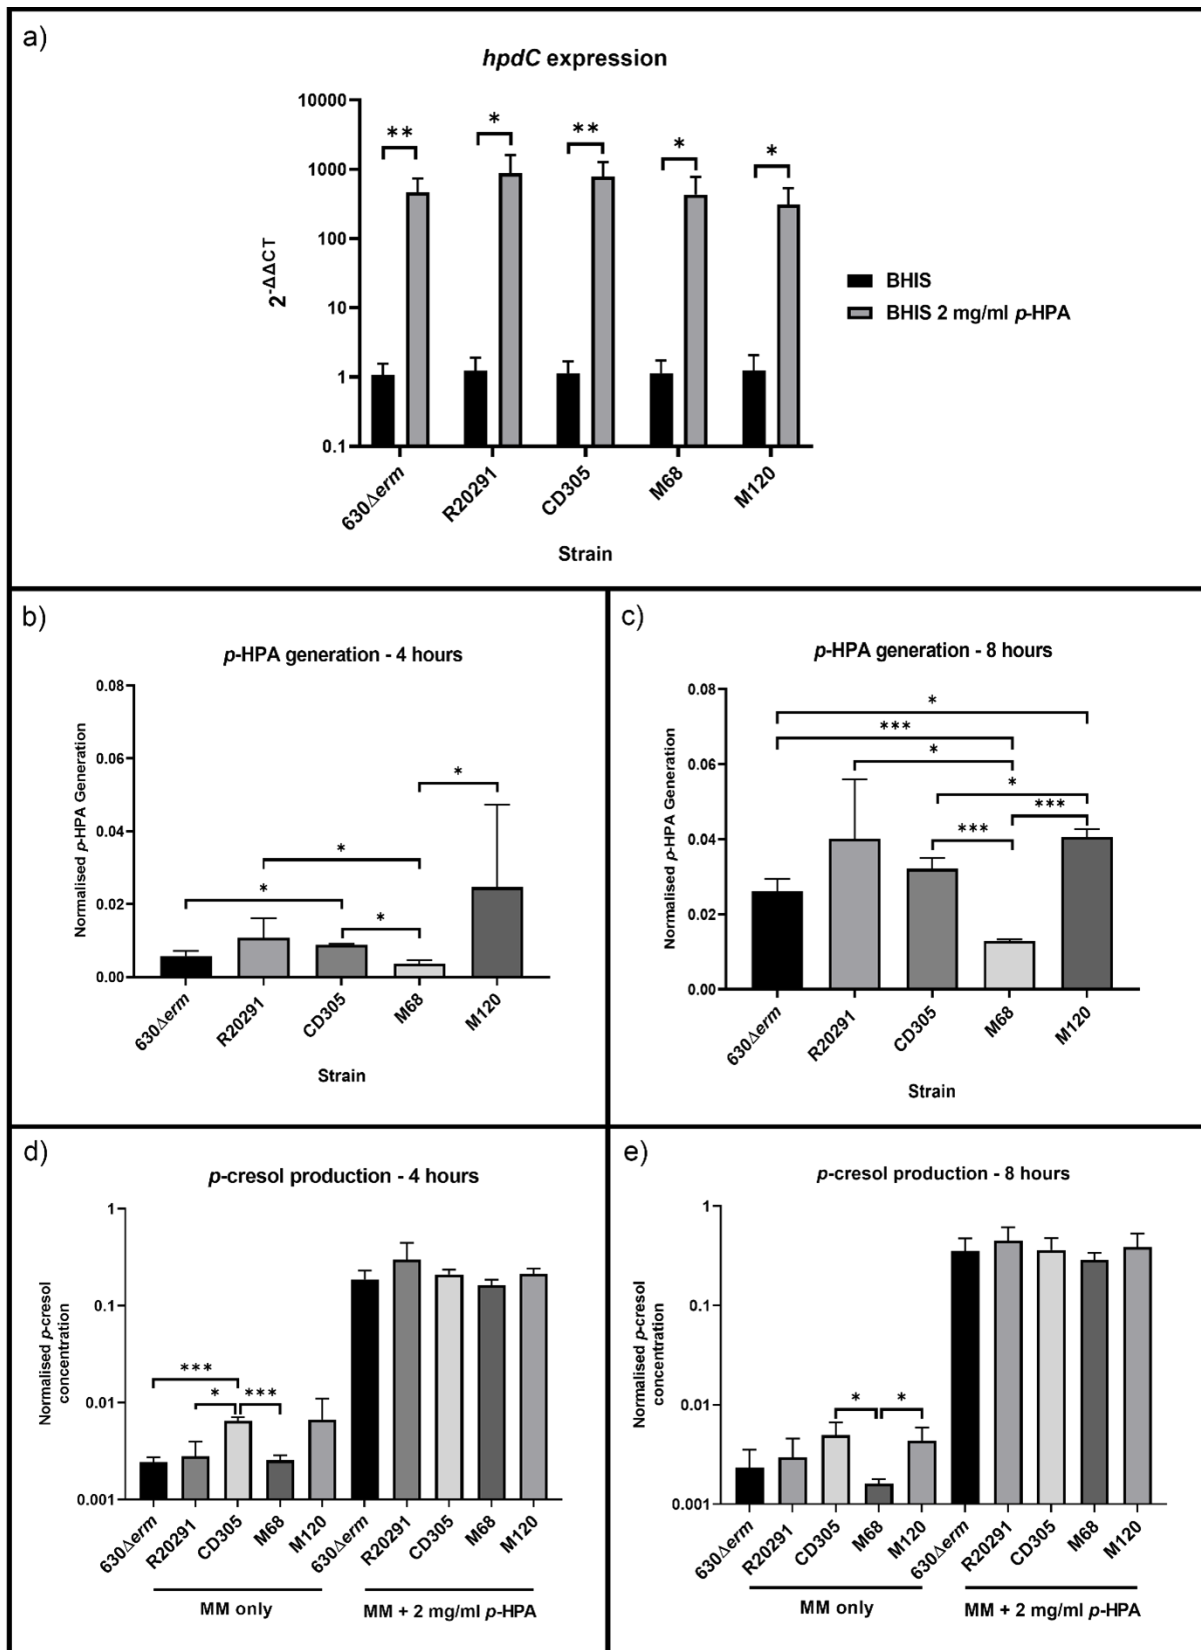 a)
hpdC expression
10000
1000
100
10
1
0.1
2-ΔΔCT
** * ** * *
BHIS
BHIS 2 mg/ml p-HPA
630Δerm R20291 CD305 M68 M120
Strain
b)
p-HPA generation - 4 hours
0.08
0.06
0.04
0.02
0.00
Normalised p-HPA Generation
*
*
*
*
630Δerm R20291 CD305 M68 M120
Strain
c)
p-HPA generation - 8 hours
0.08
0.06
0.04
0.02
0.00
Normalised p-HPA Generation
*
***
*
*
*** ***
630Δerm R20291 CD305 M68 M120
Strain
d)
p-cresol production - 4 hours
1
0.1
0.01
0.001
Normalised p-cresol
concentration
***
* ***
630Δerm R20291 CD305 M68 M120 630Δerm R20291 CD305 M68 M120
MM only MM + 2 mg/ml p-HPA
e)
p-cresol production - 8 hours
1
0.1
0.01
0.001
Normalised p-cresol
concentration
* *
630Δerm R20291 CD305 M68 M120 630Δerm R20291 CD305 M68 M120
MM only MM + 2 mg/ml p-HPA